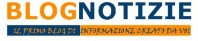 BLOGNOTIZIE
IL PRIMO BLOG DI INFORMAZIONE CREATO DA VOI